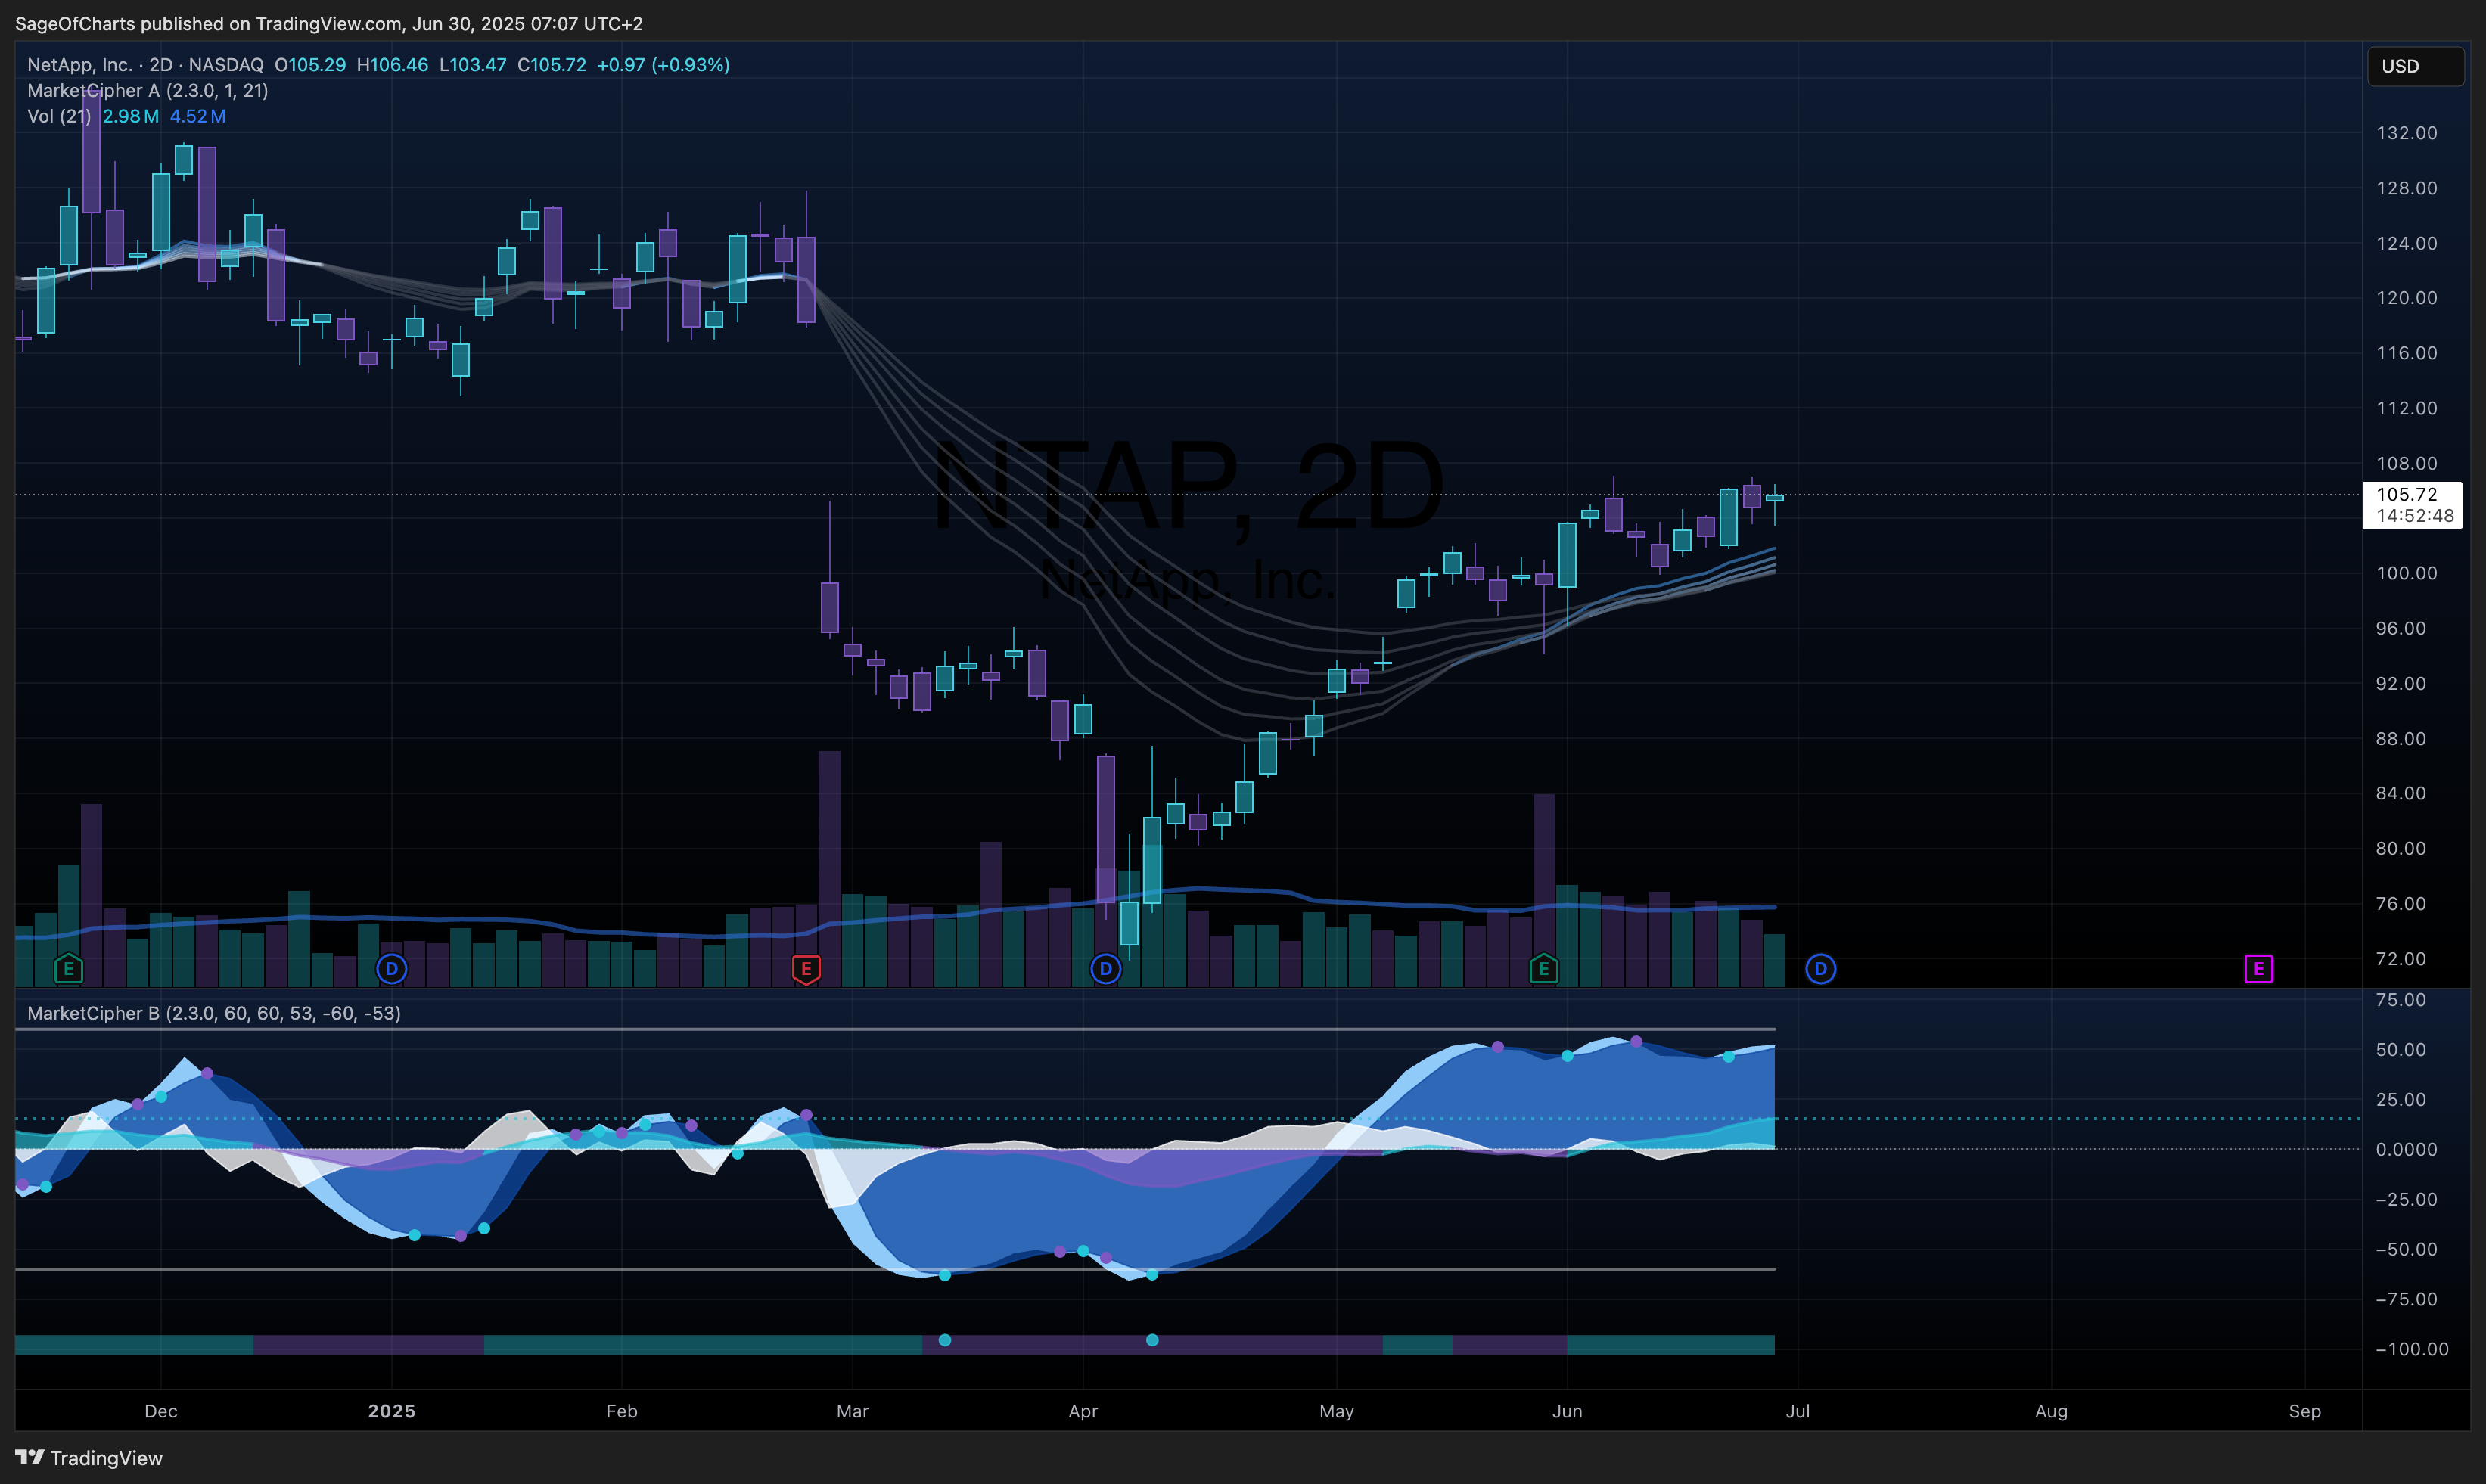 SageOfCharts published on TradingView.com, Jun 30, 2025 07:07 UTC+2
NetApp, Inc. · 2D · NASDAQ O105.29 H106.46 L103.47 C105.72 +0.97 (+0.93%)
MarketCipher A (2.3.0, 1, 21)
Vol (21) 2.98 M 4.52 M
USD
132.00
128.00
124.00
120.00
116.00
112.00
108.00
105.72
14:52:48
100.00
96.00
92.00
88.00
84.00
80.00
76.00
72.00
NTAP, 2D
NetApp, Inc.
E D E D E D E
MarketCipher B (2.3.0, 60, 60, 53, -60, -53)
75.00
50.00
25.00
0.0000
−25.00
−50.00
−75.00
−100.00
Dec 2025 Feb Mar Apr May Jun Jul Aug Sep
TradingView